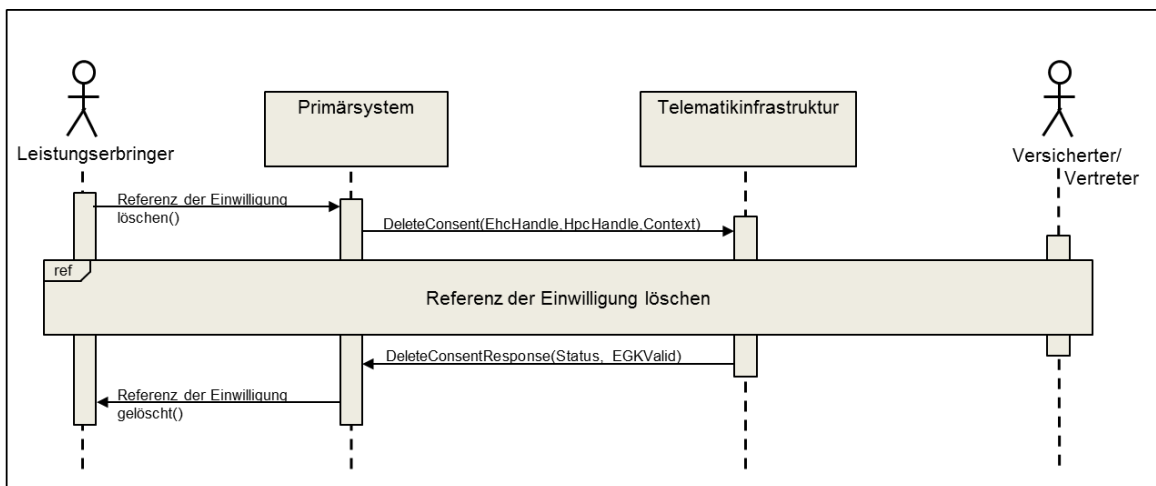 Primärsystem
Telematikinfrastruktur
Leistungserbringer
Versicherter/
Vertreter
Referenz der Einwilligung
löschen()
DeleteConsent(EhcHandle,HpcHandle,Context)
ref
Referenz der Einwilligung löschen
DeleteConsentResponse(Status, EGKValid)
Referenz der Einwilligung
gelöscht()